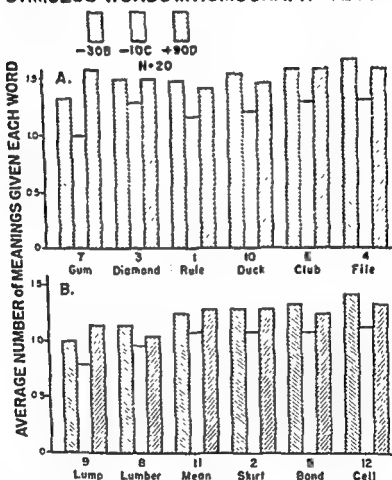 WORDS
-30B -10C +90D
N=20
AVERAGE NUMBER of MEANINGS GIVEN EACH WORD
A.
1.5
1.0
0.5
0
7 3 1 10 4
Gum Diamond Rule Duck Club File
B.
1.5
1.0
0.5
0
9 8 11 2 12
Lump Lumber Mean Skirt Bond Cell